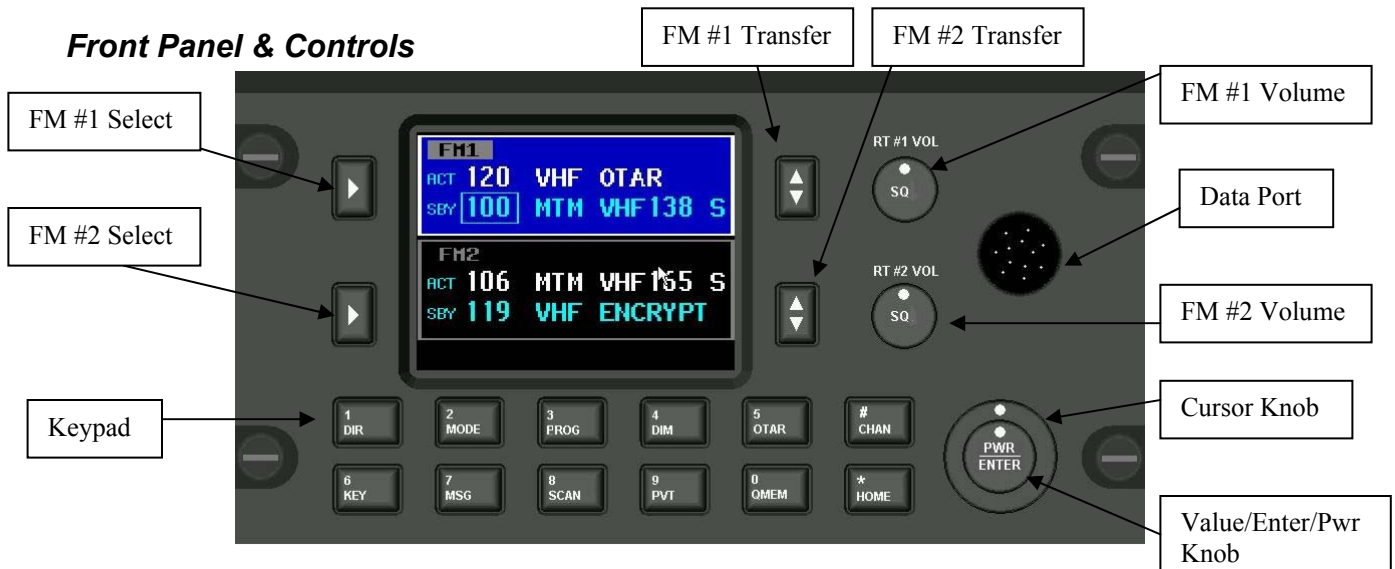 Front Panel & Controls
FM #1 Transfer
FM #2 Transfer
FM #1 Select
FM #1 Volume
FM1
ACT 120 VHF OTAR
SBY 100 MTM VHF138 S
RT #1 VOL
SQ
Data Port
FM #2 Select
FM2
ACT 106 MTM VHF165 S
SBY 119 VHF ENCRYPT
RT #2 VOL
SQ
FM #2 Volume
Keypad
1 DIR
2 MODE
3 PROG
4 DIM
5 OTAR
# CHAN
Cursor Knob
PWR
ENTER
6 KEY
7 MSG
8 SCAN
9 PVT
0 QMEM
* HOME
Value/Enter/Pwr
Knob